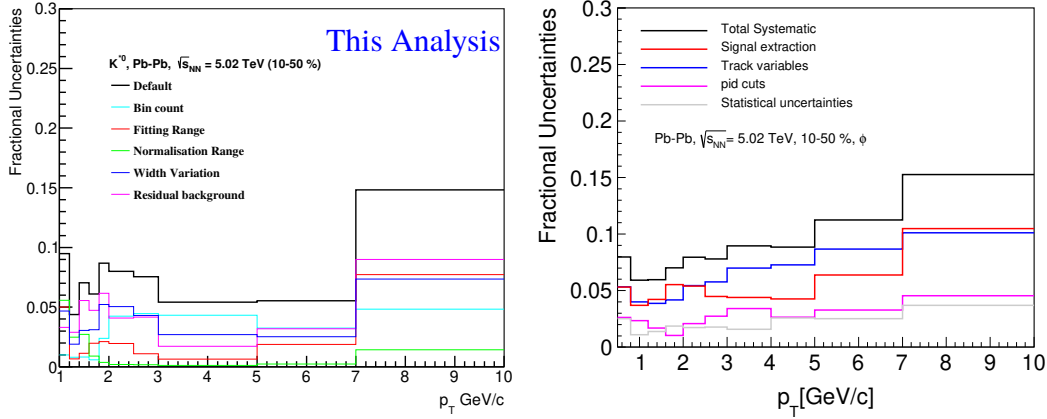 This Analysis
K*0, Pb-Pb, √sNN = 5.02 TeV (10-50 %)
Default
Bin count
Fitting Range
Normalisation Range
Width Variation
Residual background
Fractional Uncertainties
0.3
0.25
0.2
0.15
0.1
0.05
0
1 2 3 4 5 6 7 8 9 10
pT GeV/c
Total Systematic
Signal extraction
Track variables
pid cuts
Statistical uncertainties
Pb-Pb, √sNN = 5.02 TeV, 10-50 %, ϕ
Fractional Uncertainties
0.3
0.25
0.2
0.15
0.1
0.05
0.00
1 2 3 4 5 6 7 8 9 10
pT[GeV/c]